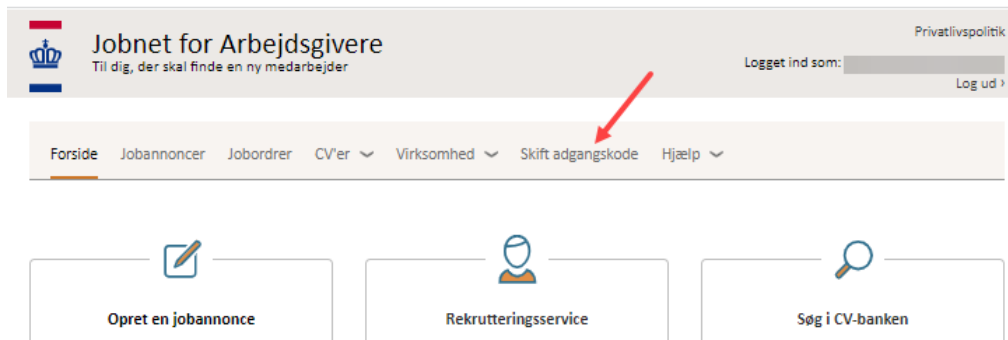 Jobnet for Arbejdsgivere
Til dig, der skal finde en ny medarbejder
Privatlivspolitik
Logget ind som:
Log ud ›
Forside Jobannoncer Jobordrer CV'er Virksomhed Skift adgangskode Hjælp
Opret en jobannonce Rekrutteringsservice Søg i CV-banken